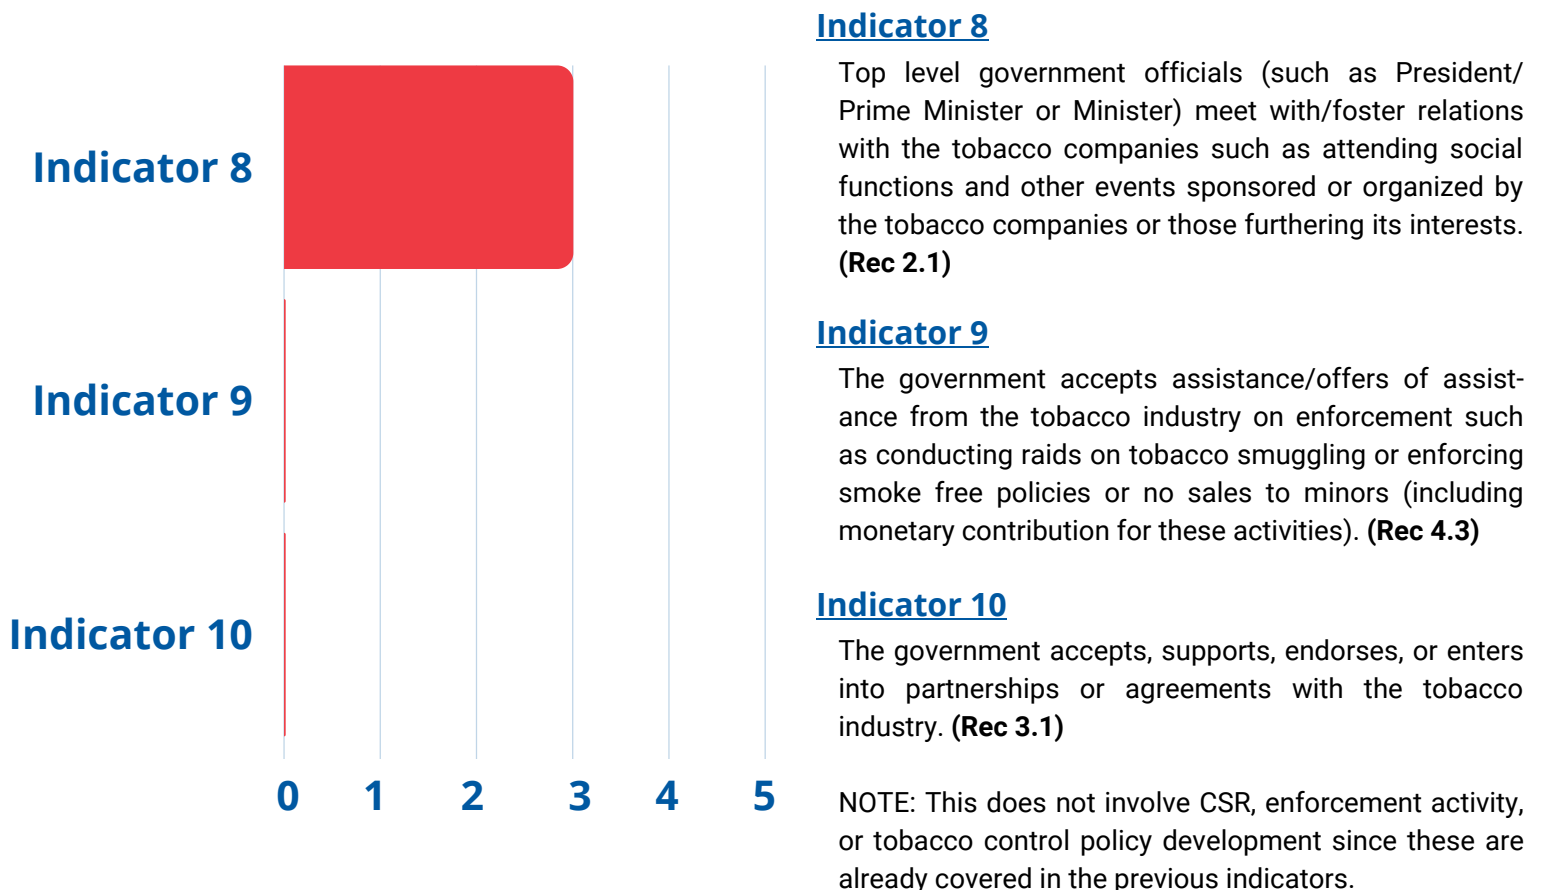 Indicator 8
Indicator 9
Indicator 10
0 1 2 3 4 5
Indicator 8
Top level government officials (such as President/
Prime Minister or Minister) meet with/foster relations
with the tobacco companies such as attending social
functions and other events sponsored or organized by
the tobacco companies or those furthering its interests.
(Rec 2.1)
Indicator 9
The government accepts assistance/offers of assist-
ance from the tobacco industry on enforcement such
as conducting raids on tobacco smuggling or enforcing
smoke free policies or no sales to minors (including
monetary contribution for these activities). (Rec 4.3)
Indicator 10
The government accepts, supports, endorses, or enters
into partnerships or agreements with the tobacco
industry. (Rec 3.1)
NOTE: This does not involve CSR, enforcement activity,
or tobacco control policy development since these are
already covered in the previous indicators.